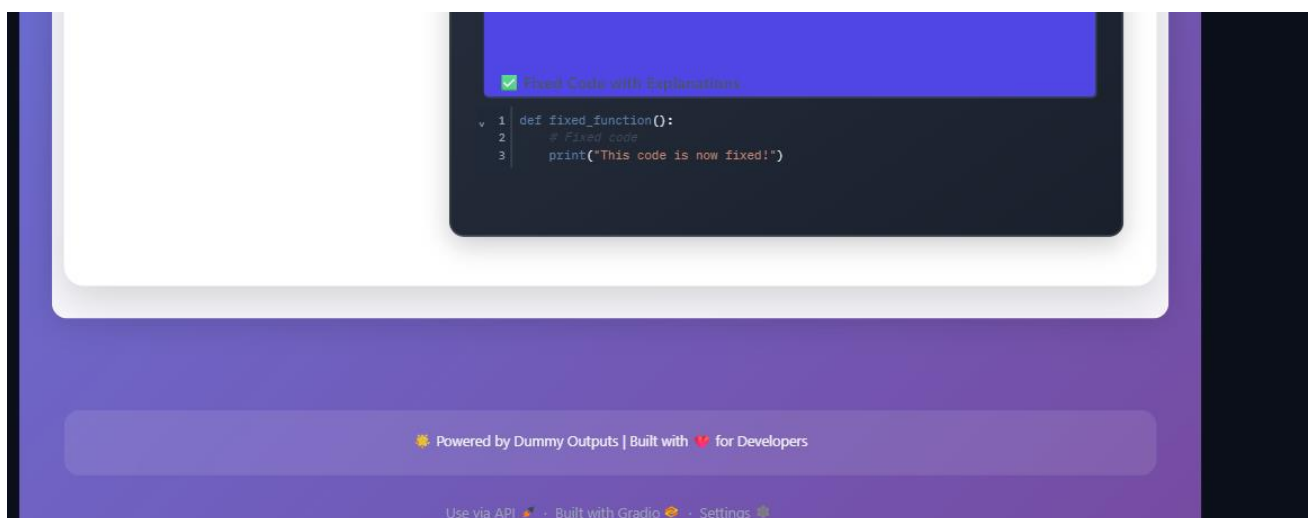 ✅ Fixed Code with Explanations
1 def fixed_function():
2 # Fixed code
3 print("This code is now fixed!")
🌟 Powered by Dummy Outputs | Built with ❤️ for Developers
Use via API 🚀 · Built with Gradio · Settings ⚙️